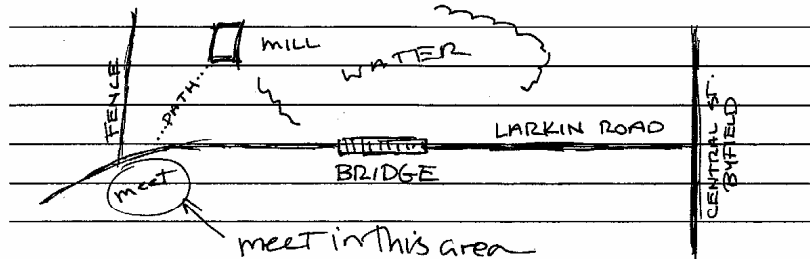 MILL
WATER
FENCE
PATH
LARKIN ROAD
CENTRAL ST.
BYFIELD
BRIDGE
meet
meet in this area